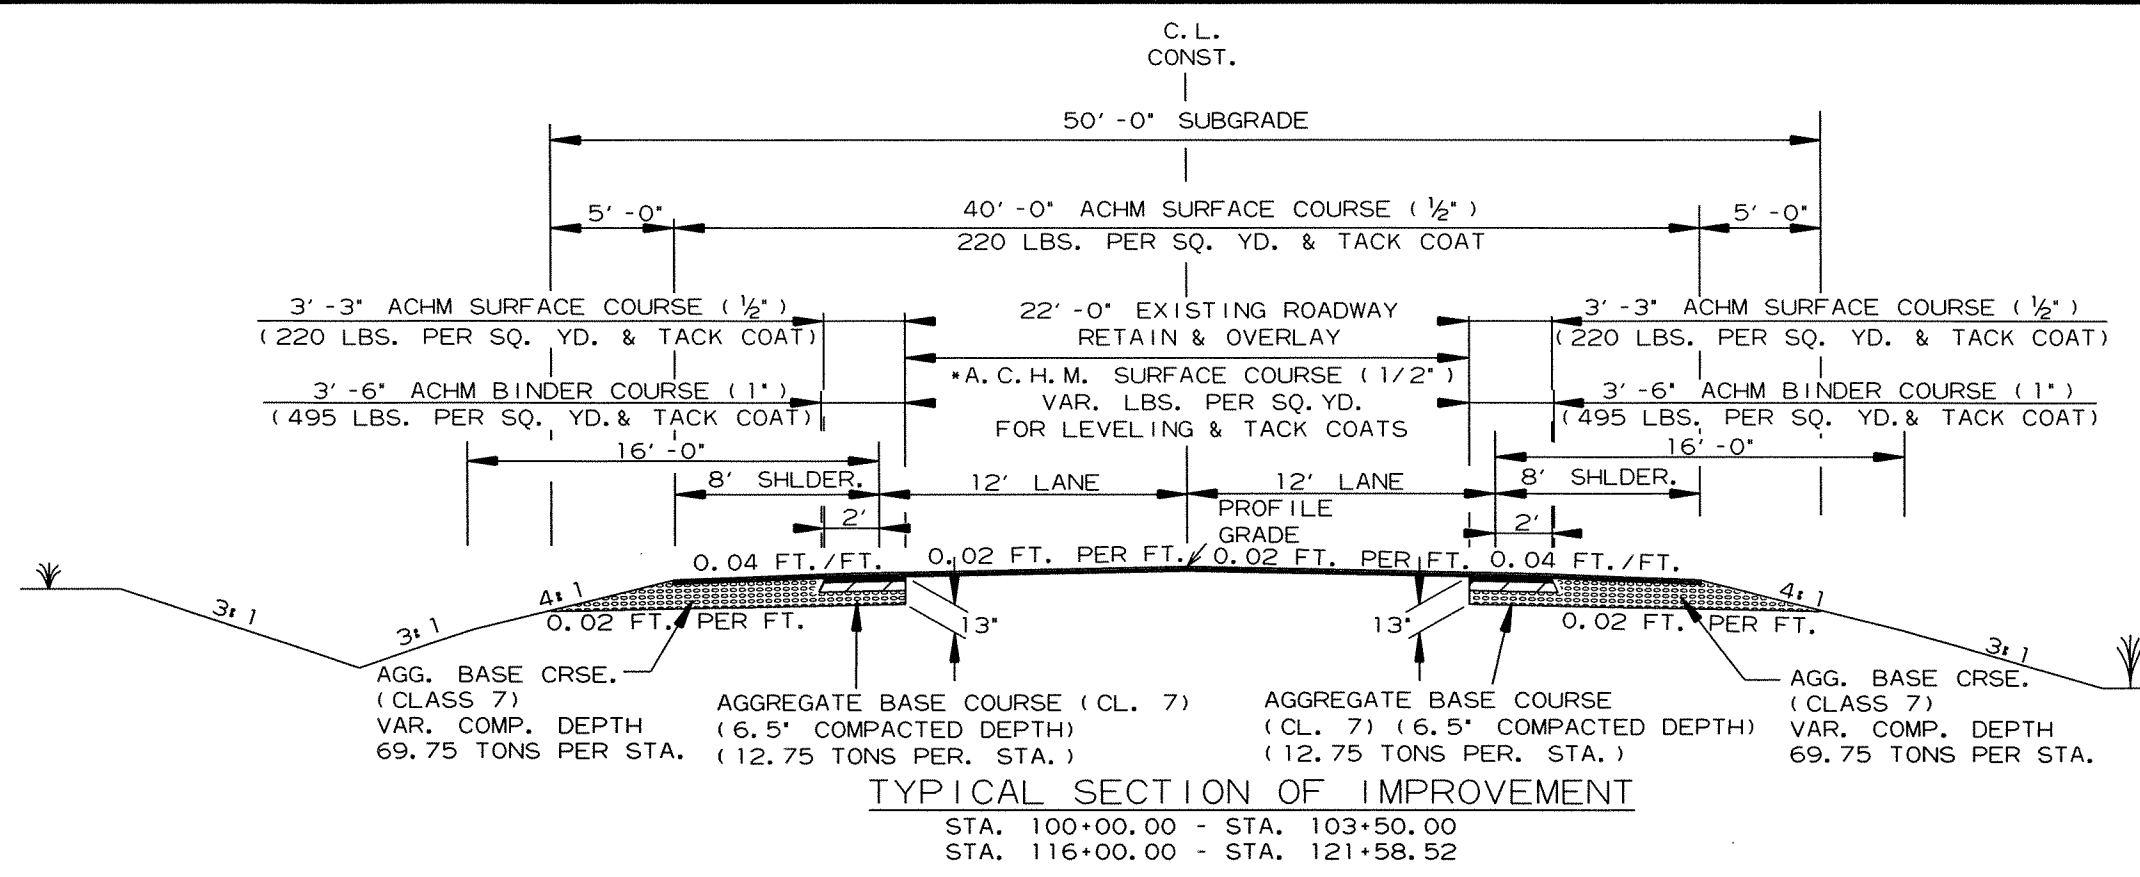 C.L.
CONST.
50'-0" SUBGRADE
5'-0"
40'-0" ACHM SURFACE COURSE (½")
220 LBS. PER SQ. YD. & TACK COAT
5'-0"
3'-3" ACHM SURFACE COURSE (½")
(220 LBS. PER SQ. YD. & TACK COAT)
22'-0" EXISTING ROADWAY
RETAIN & OVERLAY
3'-3" ACHM SURFACE COURSE (½")
(220 LBS. PER SQ. YD. & TACK COAT)
3'-6" ACHM BINDER COURSE (1")
(495 LBS. PER SQ. YD.& TACK COAT)
*A.C.H.M. SURFACE COURSE (1/2")
VAR. LBS. PER SQ.YD.
FOR LEVELING & TACK COATS
3'-6" ACHM BINDER COURSE (1")
(495 LBS. PER SQ. YD.& TACK COAT)
16'-0"
16'-0"
8' SHLDER.
12' LANE
12' LANE
8' SHLDER.
2'
PROFILE
GRADE
2'
0.04 FT./FT.
0.02 FT. PER FT.
0.02 FT. PER FT.
0.04 FT./FT.
3:1
3:1
4:1
0.02 FT. PER FT.
13"
13"
4:1
0.02 FT. PER FT.
3:1
AGG. BASE CRSE.
(CLASS 7)
VAR. COMP. DEPTH
69.75 TONS PER STA.
AGGREGATE BASE COURSE (CL. 7)
(6.5" COMPACTED DEPTH)
(12.75 TONS PER. STA.)
AGGREGATE BASE COURSE
(CL. 7) (6.5" COMPACTED DEPTH)
(12.75 TONS PER. STA.)
AGG. BASE CRSE.
(CLASS 7)
VAR. COMP. DEPTH
69.75 TONS PER STA.
TYPICAL SECTION OF IMPROVEMENT
STA. 100+00.00 - STA. 103+50.00
STA. 116+00.00 - STA. 121+58.52